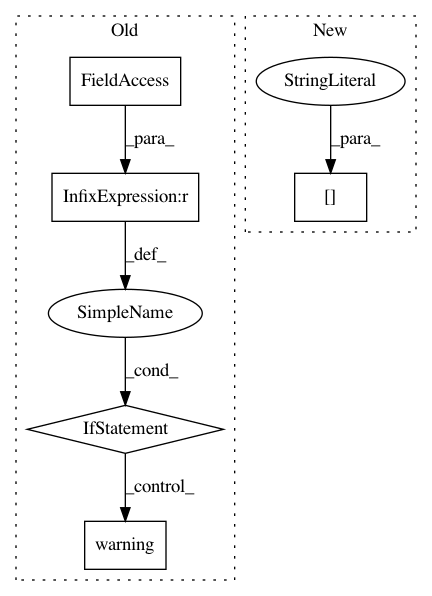 Old
FieldAccess
_para_
InfixExpression:r
_def_
SimpleName
_cond_
IfStatement
_control_
warning
New
StringLiteral
_para_
[]